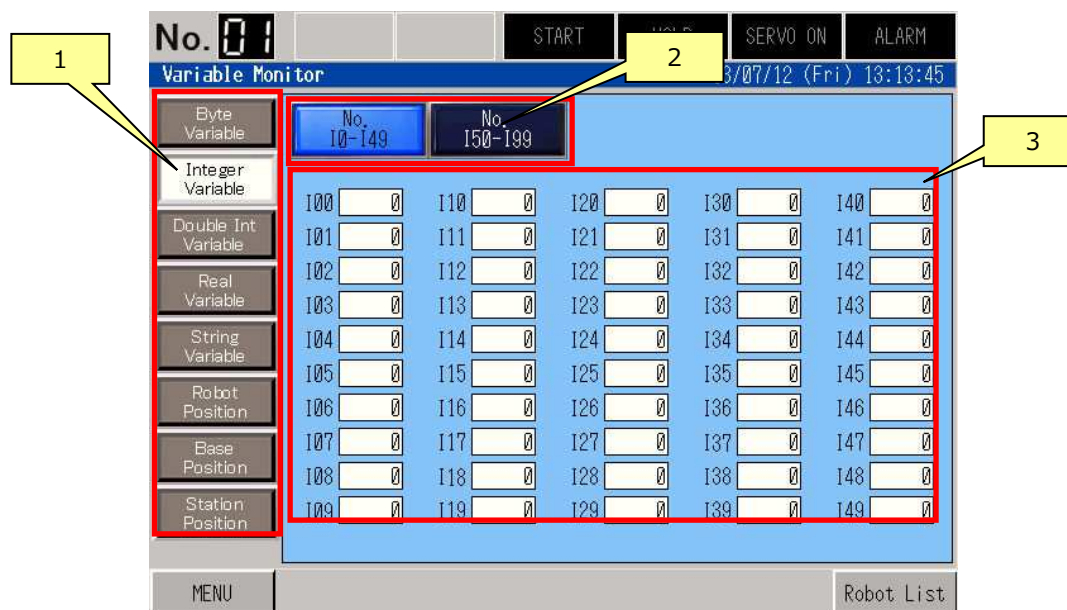 No. 01
START
SERVO ON
ALARM
Variable Monitor
/07/12 (Fri) 13:13:45
1
2
3
Byte
Variable
Integer
Variable
Double Int
Variable
Real
Variable
String
Variable
Robot
Position
Base
Position
Station
Position
No.
I0-I49
No.
I50-I99
I00 0 I10 0 I20 0 I30 0 I40 0
I01 0 I11 0 I21 0 I31 0 I41 0
I02 0 I12 0 I22 0 I32 0 I42 0
I03 0 I13 0 I23 0 I33 0 I43 0
I04 0 I14 0 I24 0 I34 0 I44 0
I05 0 I15 0 I25 0 I35 0 I45 0
I06 0 I16 0 I26 0 I36 0 I46 0
I07 0 I17 0 I27 0 I37 0 I47 0
I08 0 I18 0 I28 0 I38 0 I48 0
I09 0 I19 0 I29 0 I39 0 I49 0
MENU
Robot List